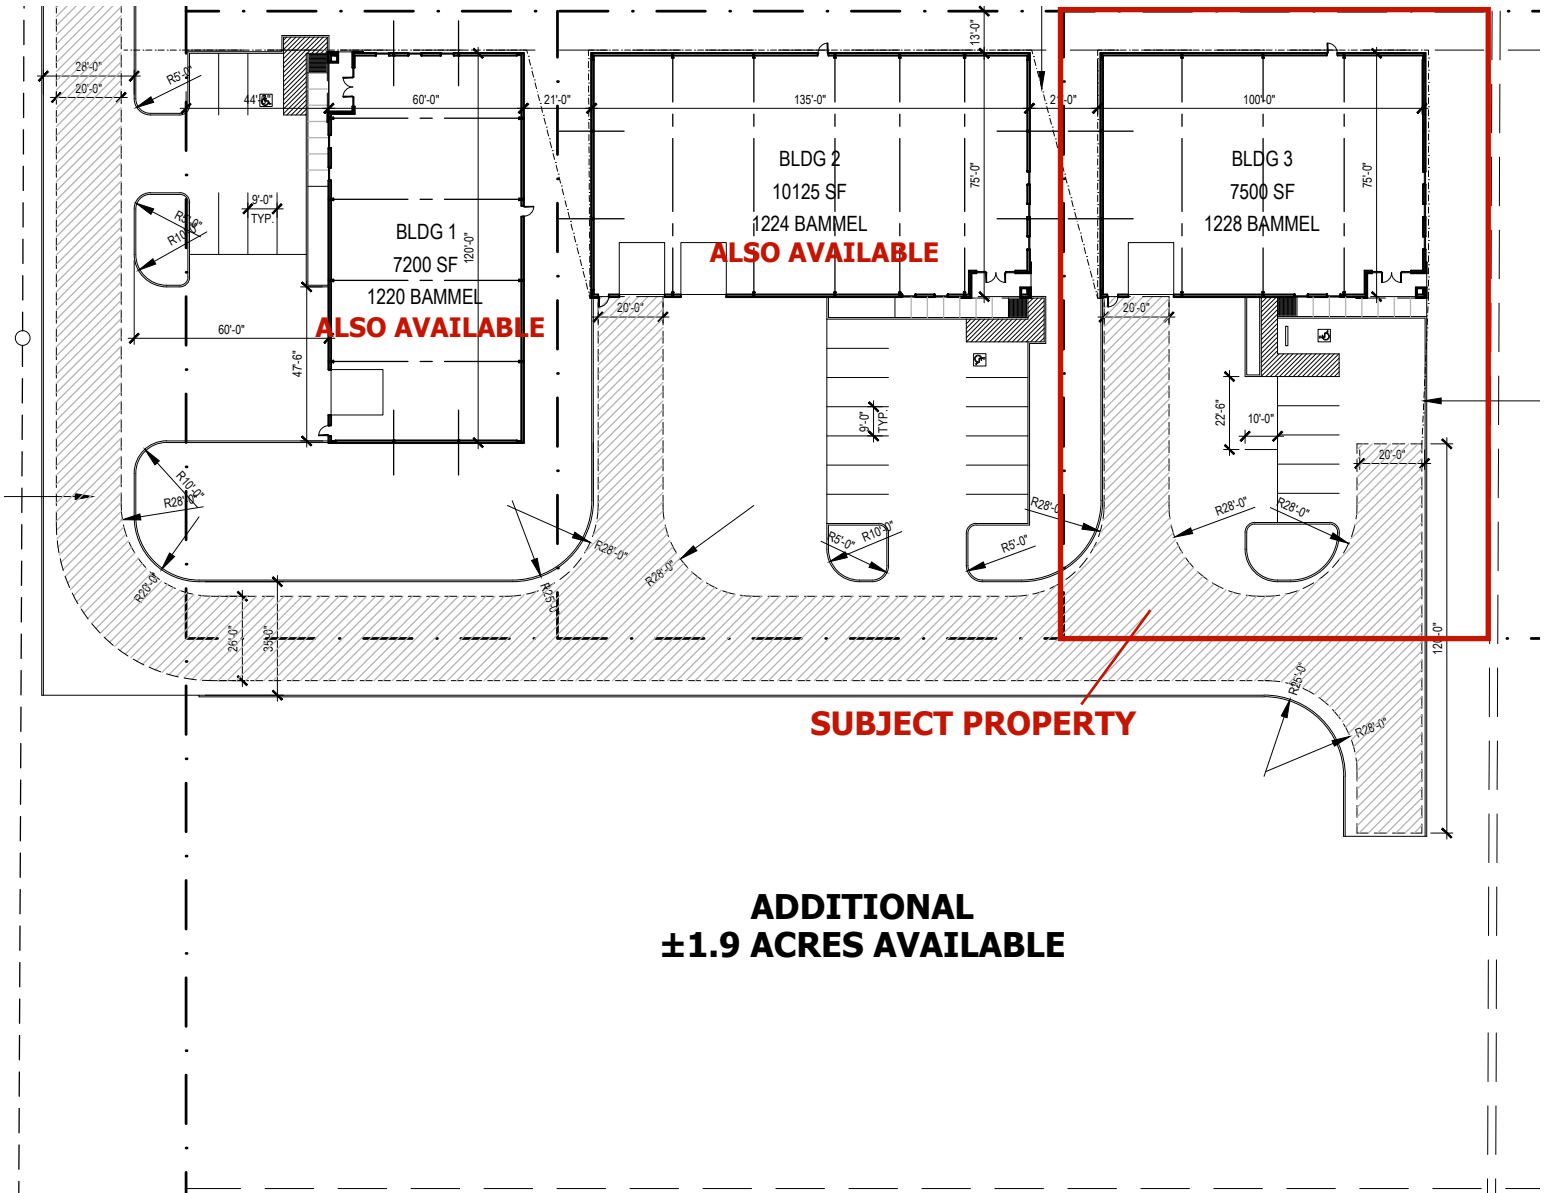 13'-0"
28'-0"
R5'-0"
20'-0"
60'-0"
21'-0"
135'-0"
100'-0"
BLDG 2
10125 SF
1224 BAMMEL
ALSO AVAILABLE
75'-0"
BLDG 3
7500 SF
1228 BAMMEL
75'-0"
9'-0"
TYP.
BLDG 1
7200 SF
1220 BAMMEL
ALSO AVAILABLE
120'-0"
R5'-0"
60'-0"
47'-6"
20'-0"
20'-0"
9'-0"
TYP.
22'-6"
10'-0"
20'-0"
R10'-0"
R28'-0"
R28'-0"
R28'-0"
R5'-0"
R10'-0"
R5'-0"
R28'-0"
R28'-0"
R28'-0"
R20'-0"
R25'-0"
26'-0"
35'-0"
R25'-0"
R28'-0"
SUBJECT PROPERTY
ADDITIONAL
±1.9 ACRES AVAILABLE